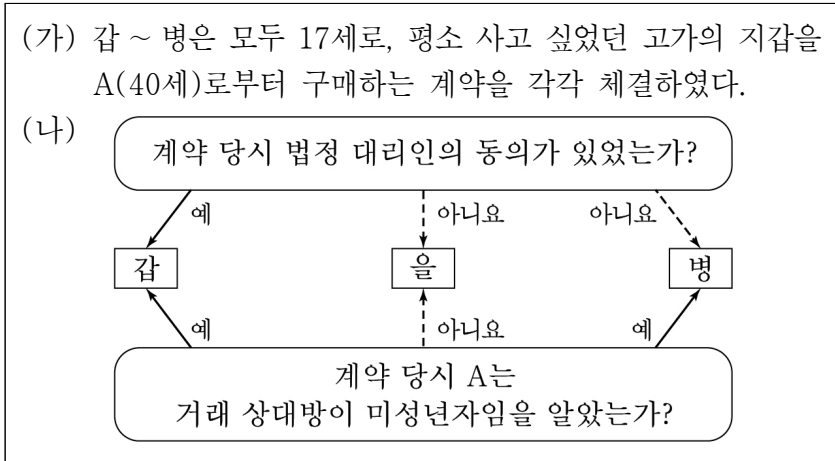 (가) 갑 ~ 병은 모두 17세로, 평소 사고 싶었던 고가의 지갑을
A(40세)로부터 구매하는 계약을 각각 체결하였다.
(나)
계약 당시 법정 대리인의 동의가 있었는가?
예 아니요 아니요
갑 을 병
예 아니요 예
계약 당시 A는
거래 상대방이 미성년자임을 알았는가?